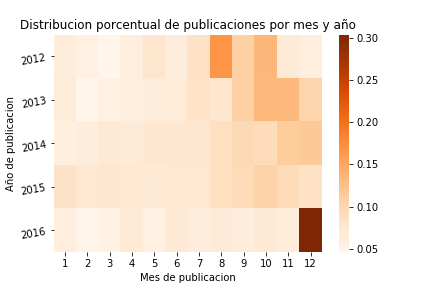 Distribucion porcentual de publicaciones por mes y año
Año de publicacion
2012
2013
2014
2015
2016
1 2 3 4 5 6 7 8 9 10 11 12
Mes de publicacion
0.30
0.25
0.20
0.15
0.10
0.05